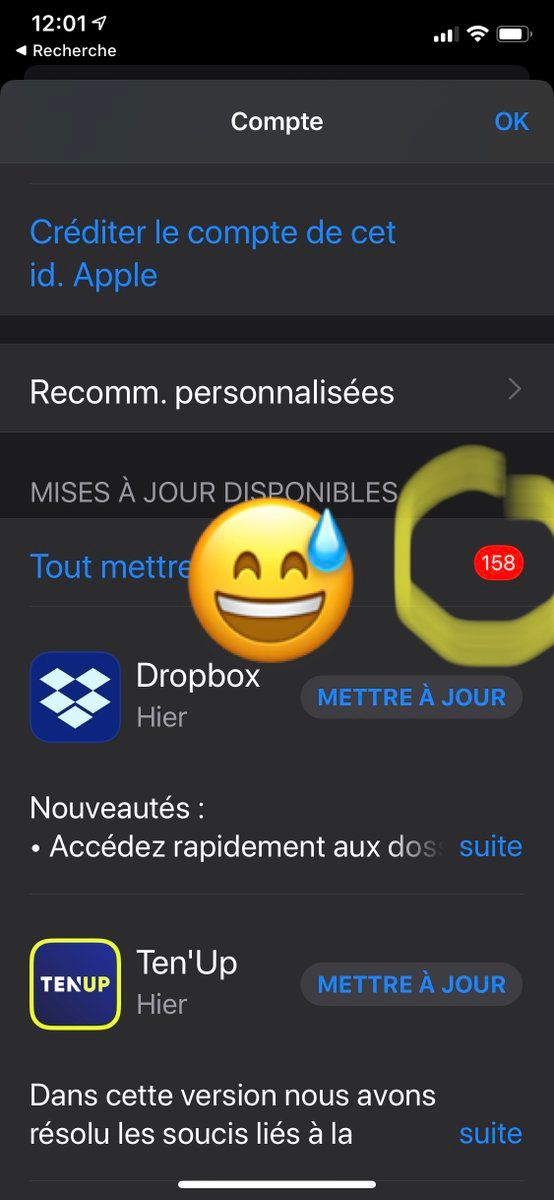 12:01
Recherche
Compte
OK
Créditer le compte de cet
id. Apple
Recomm. personnalisées
MISES À JOUR DISPONIBLES
Tout mettre
158
Dropbox
Hier
METTRE À JOUR
Nouveautés :
• Accédez rapidement aux
suite
TENUP
Ten'Up
Hier
METTRE À JOUR
Dans cette version nous avons
résolu les soucis liés à la
suite